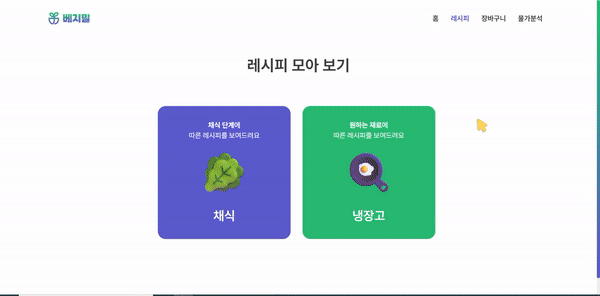 베지밀
홈 레시피 장바구니 물가분석
레시피 모아 보기
채식 단계에
따른 레시피를 보여드려요
채식
원하는 재료에
따른 레시피를 보여드려요
냉장고